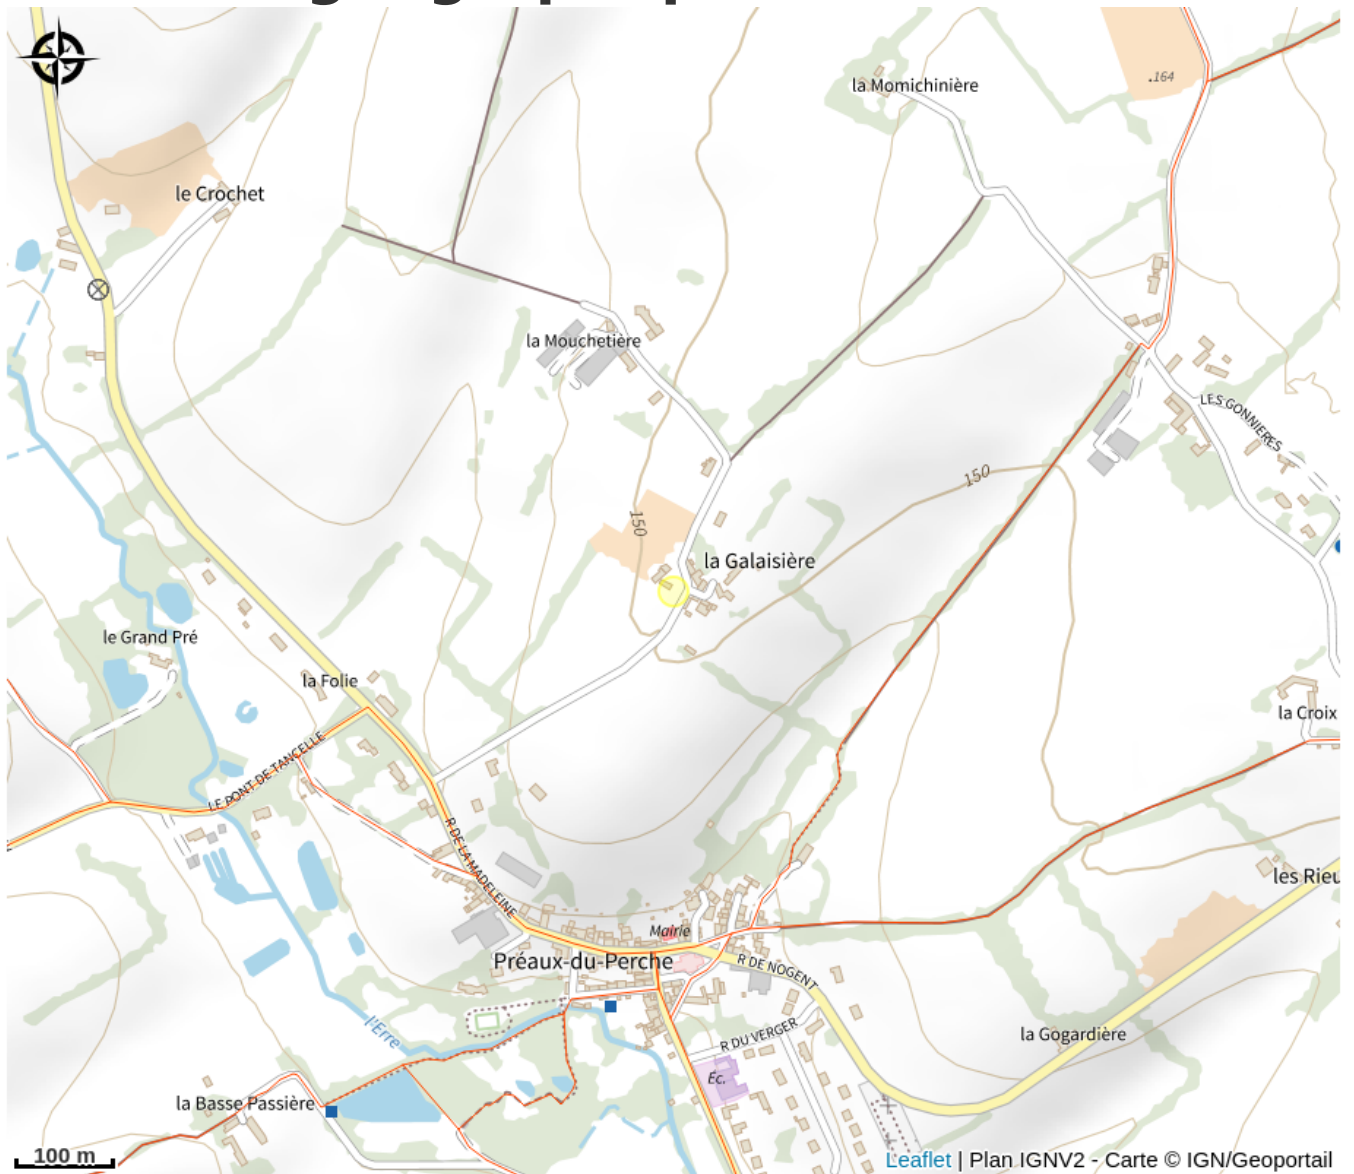 la Momichinière
.164
le Crochet
la Mouchetière
LES GONNIERES
150
150
la Galaisière
le Grand Pré
la Folie
la Croix
LE PONT DE TANCELLE
R DE LA MADELEINE
les Rieu
Mairie
Préaux-du-Perche
R DE NOGENT
l'Erre
R DU VERGER
la Gogardière
Éc.
la Basse Passière
100 m
Leaflet | Plan IGNV2 - Carte © IGN/Geoportail